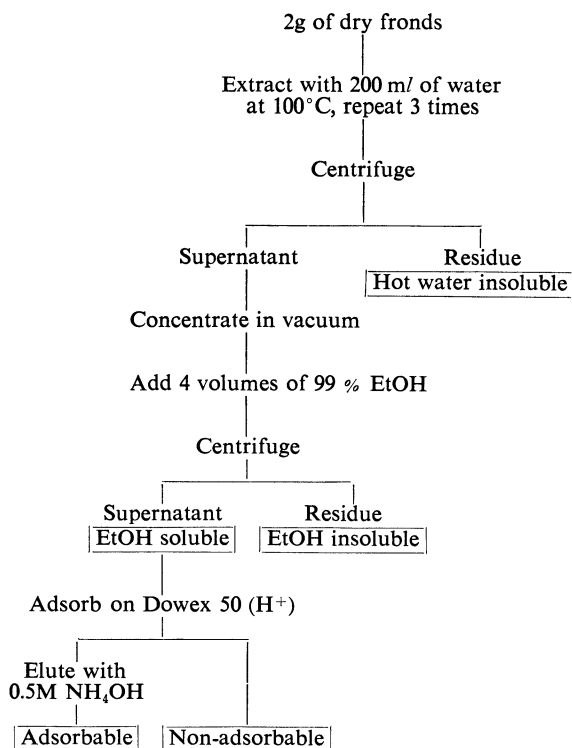 2g of dry fronds
Extract with 200 ml of water
at 100°C, repeat 3 times
Centrifuge
Supernatant
Residue
Hot water insoluble
Concentrate in vacuum
Add 4 volumes of 99 % EtOH
Centrifuge
Supernatant
Residue
EtOH soluble
EtOH insoluble
Adsorb on Dowex 50 (H⁺)
Elute with
0.5M NH₄OH
Adsorbable
Non-adsorbable